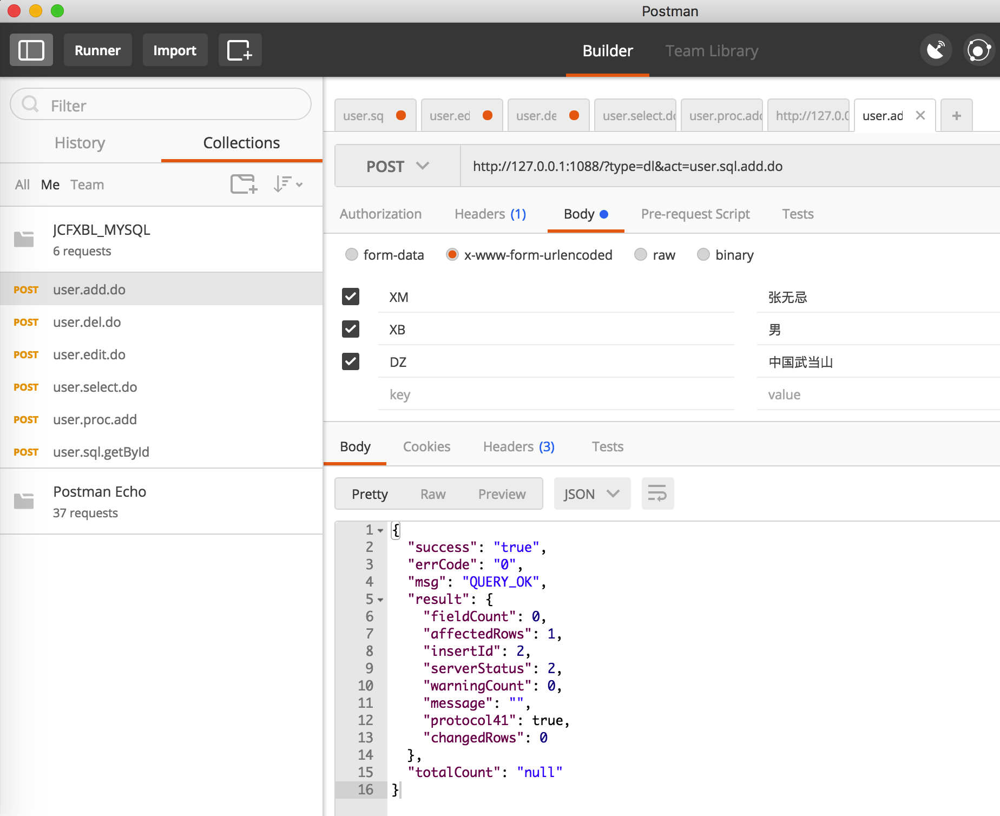 Postman
Runner
Import
Builder
Team Library
Filter
History
Collections
All Me Team
JCFXBL_MYSQL
6 requests
POST user.add.do
POST user.del.do
POST user.edit.do
POST user.select.do
POST user.proc.add
POST user.sql.getById
Postman Echo
37 requests
user.sq
user.ed
user.de
user.select.do
user.proc.add
http://127.0.0
user.ad
+
POST
http://127.0.0.1:1088/?type=dl&act=user.sql.add.do
Authorization
Headers (1)
Body
Pre-request Script
Tests
form-data
x-www-form-urlencoded
raw
binary
XM 张无忌
XB 男
DZ 中国武当山
key value
Body
Cookies
Headers (3)
Tests
Pretty
Raw
Preview
JSON
1 {
2 "success": "true",
3 "errCode": "0",
4 "msg": "QUERY_OK",
5 "result": {
6 "fieldCount": 0,
7 "affectedRows": 1,
8 "insertId": 2,
9 "serverStatus": 2,
10 "warningCount": 0,
11 "message": "",
12 "protocol41": true,
13 "changedRows": 0
14 },
15 "totalCount": "null"
16 }